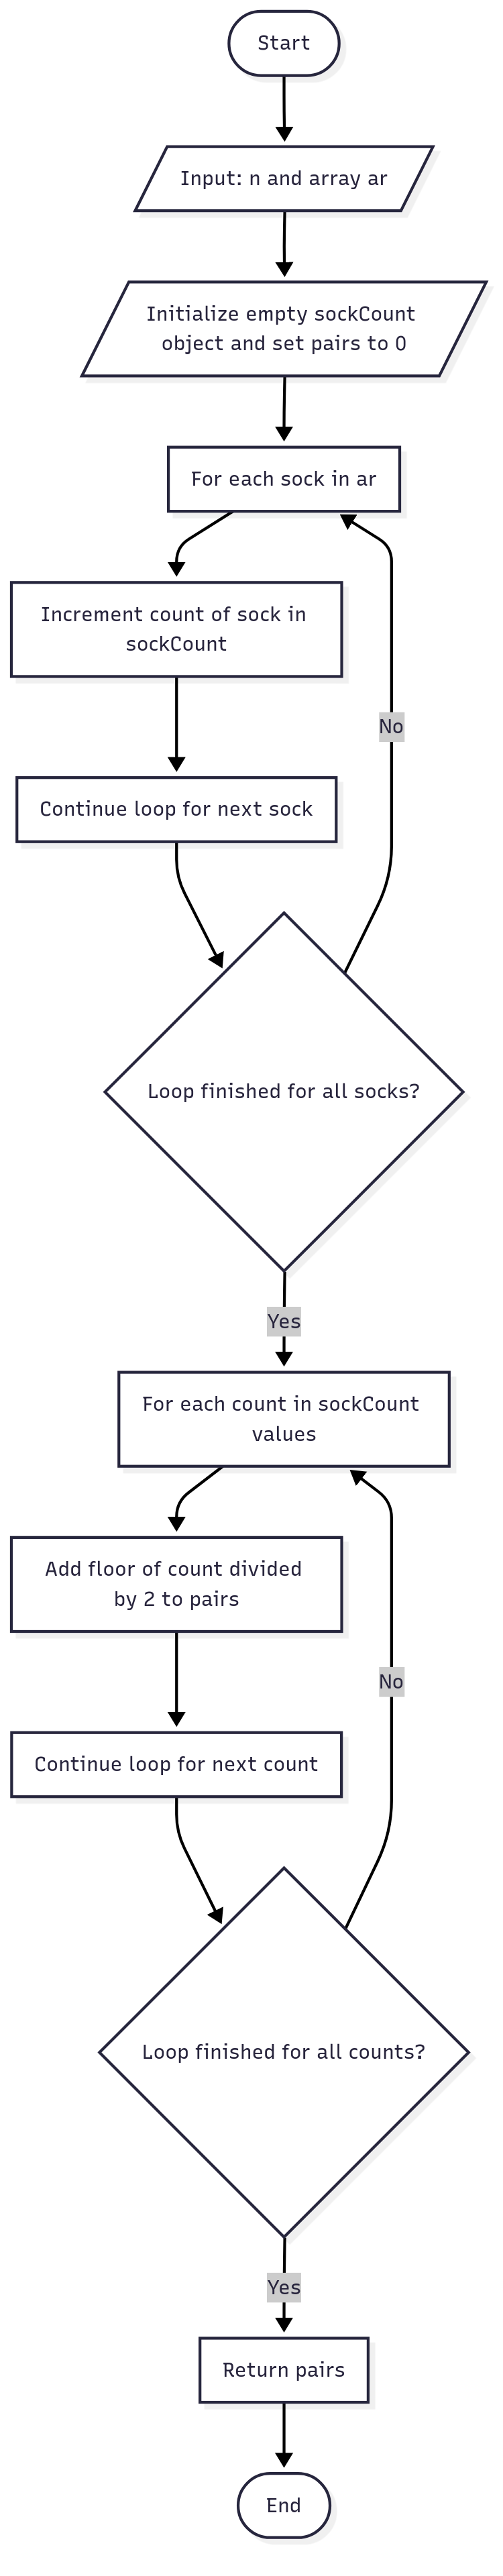 Start
Input: n and array ar
Initialize empty sockCount
object and set pairs to 0
For each sock in ar
Increment count of sock in
sockCount
No
Continue loop for next sock
Loop finished for all socks?
Yes
For each count in sockCount
values
Add floor of count divided
by 2 to pairs
No
Continue loop for next count
Loop finished for all counts?
Yes
Return pairs
End